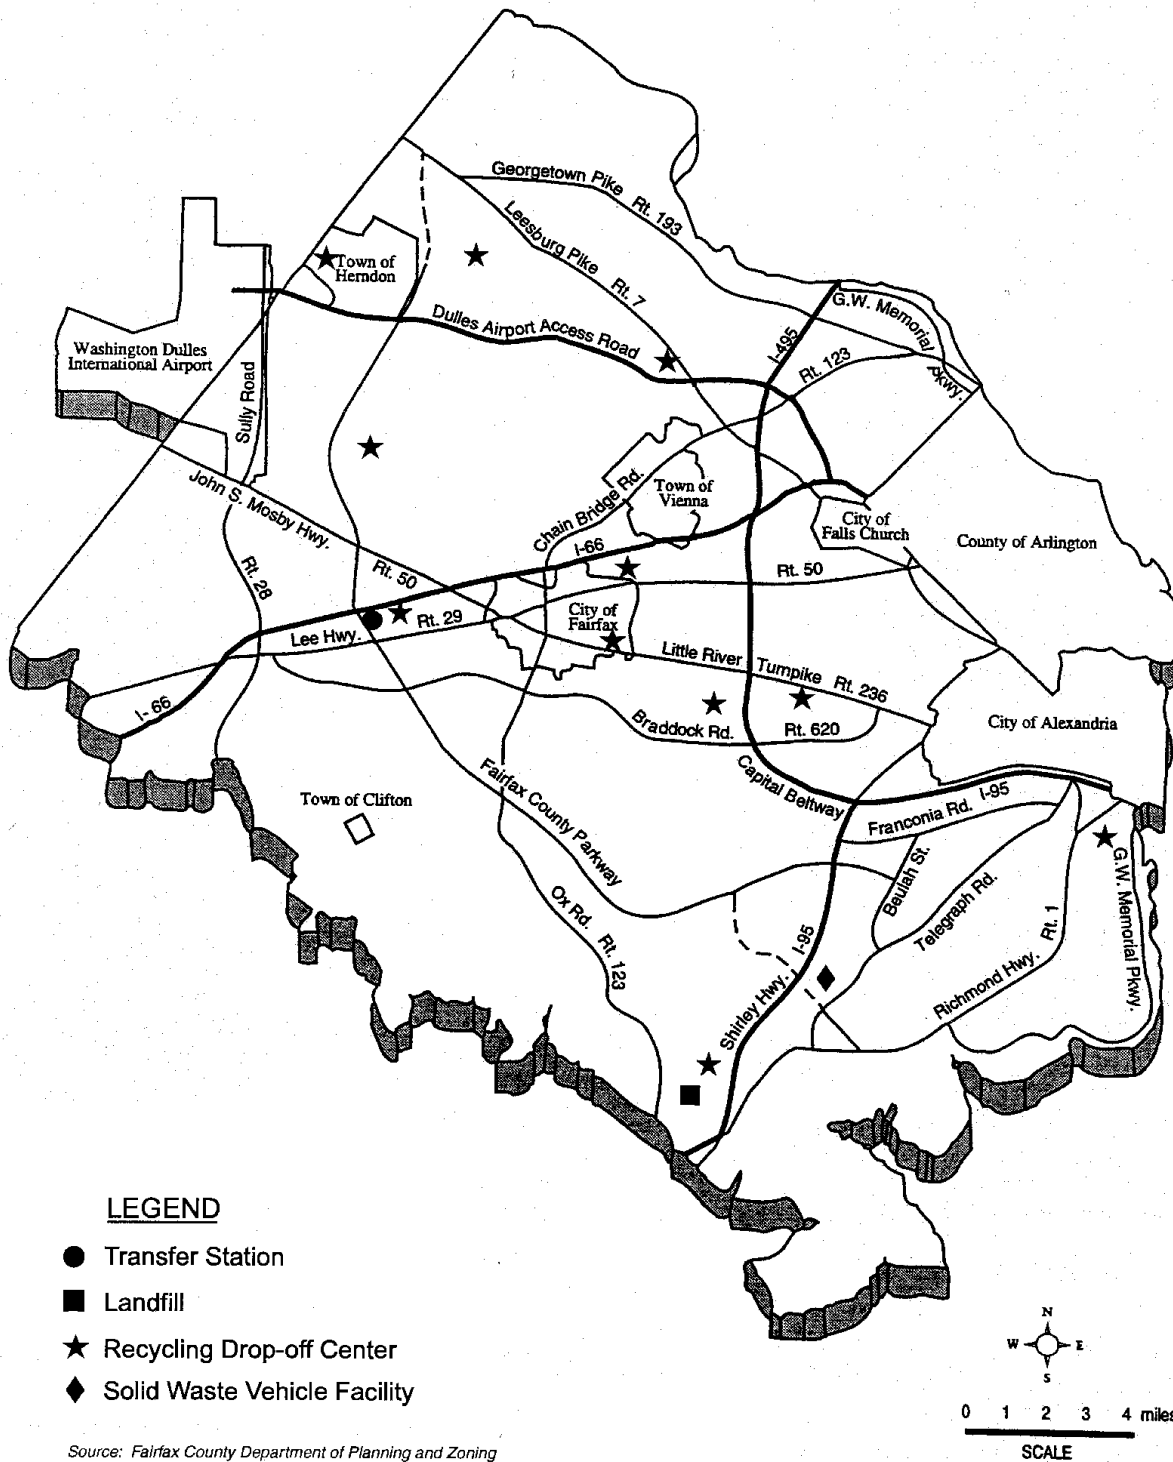 Georgetown Pike Rt. 193
Leesburg Pike Rt. 7
Town of
Herndon
G.W. Memorial Pkwy.
Dulles Airport Access Road
I-495
Rt. 123
Washington Dulles
International Airport
Sully Road
John S. Mosby Hwy. Rt. 50
Chain Bridge Rd.
Town of
Vienna
City of
Falls Church
County of Arlington
I-66
Rt. 50
Rt. 28
Lee Hwy. Rt. 29
City of
Fairfax
Little River Turnpike Rt. 236
I-66
Braddock Rd. Rt. 620
City of Alexandria
Capital Beltway
Fairfax County Parkway
Town of Clifton
Franconia Rd. I-95
Beulah St.
Telegraph Rd.
G.W. Memorial Pkwy.
Ox Rd. Rt. 123
Shirley Hwy. I-95
Richmond Hwy. Rt. 1
LEGEND
Transfer Station
Landfill
Recycling Drop-off Center
Solid Waste Vehicle Facility
N
W E
S
0 1 2 3 4 miles
SCALE
Source: Fairfax County Department of Planning and Zoning